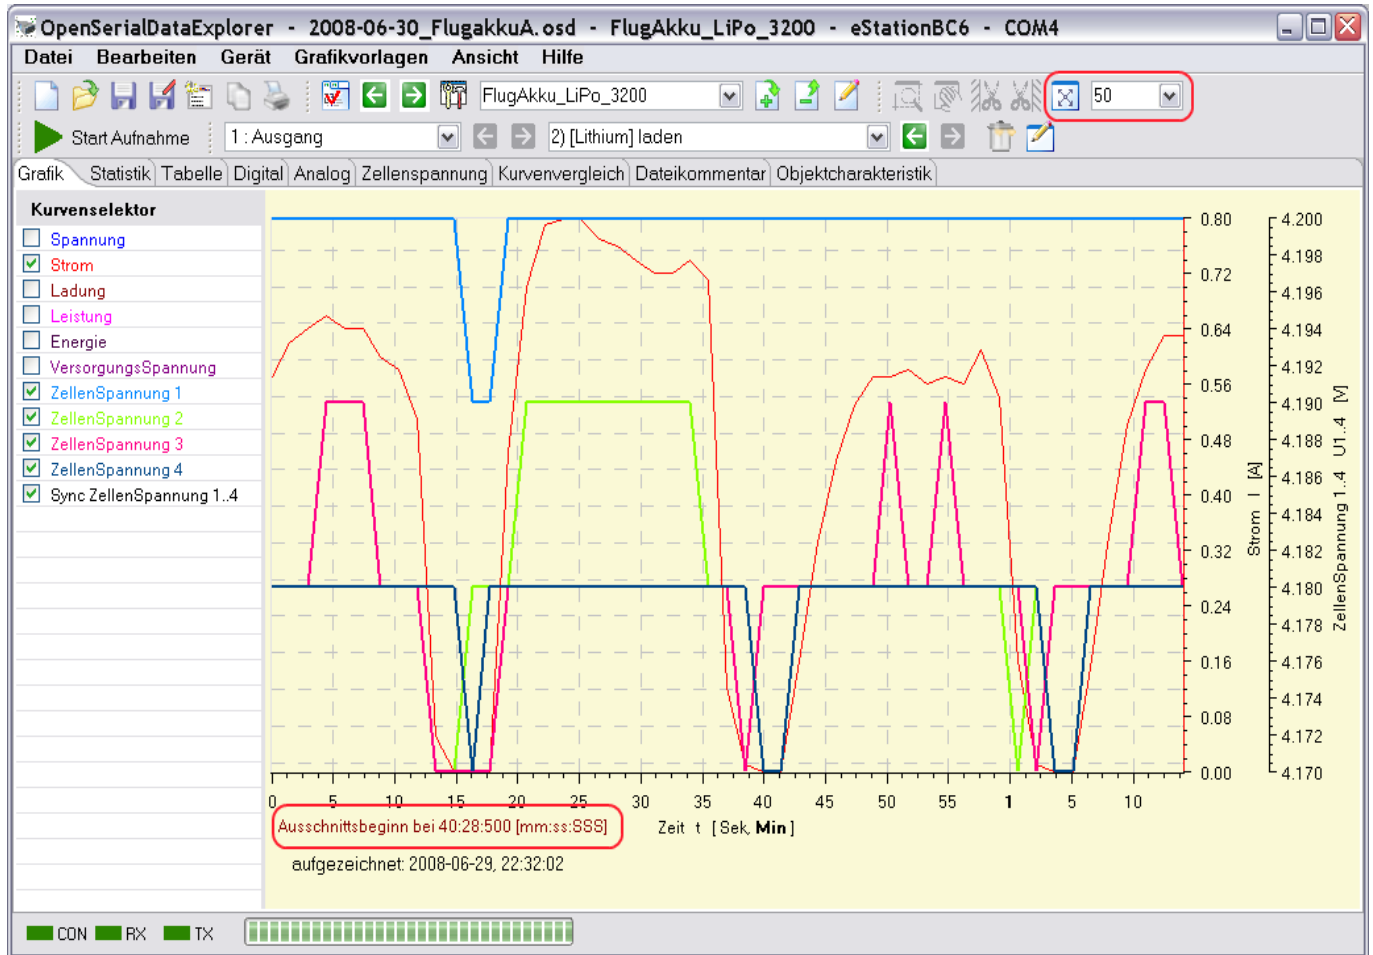 OpenSerialDataExplorer - 2008-06-30_FlugakkuA.osd - FlugAkku_LiPo_3200 - eStationBC6 - COM4
Datei Bearbeiten Gerät Grafikvorlagen Ansicht Hilfe
FlugAkku_LiPo_3200 50
Start Aufnahme 1 : Ausgang 2) [Lithium] laden
Grafik Statistik Tabelle Digital Analog Zellenspannung Kurvenvergleich Dateikommentar Objektcharakteristik
Kurvenselektor
Spannung
Strom
Ladung
Leistung
Energie
VersorgungsSpannung
ZellenSpannung 1
ZellenSpannung 2
ZellenSpannung 3
ZellenSpannung 4
Sync ZellenSpannung 1..4
0.80
0.72
0.64
0.56
0.48
0.40
0.32
0.24
0.16
0.08
0.00
Strom I [A]
4.200
4.198
4.196
4.194
4.192
4.190
4.188
4.186
4.184
4.182
4.180
4.178
4.176
4.174
4.172
4.170
ZellenSpannung 1..4 U1..4 [V]
0 5 10 15 20 25 30 35 40 45 50 55 1 5 10
Ausschnittsbeginn bei 40:28:500 [mm:ss:SSS]
Zeit t [Sek, Min]
aufgezeichnet: 2008-06-29, 22:32:02
CON RX TX